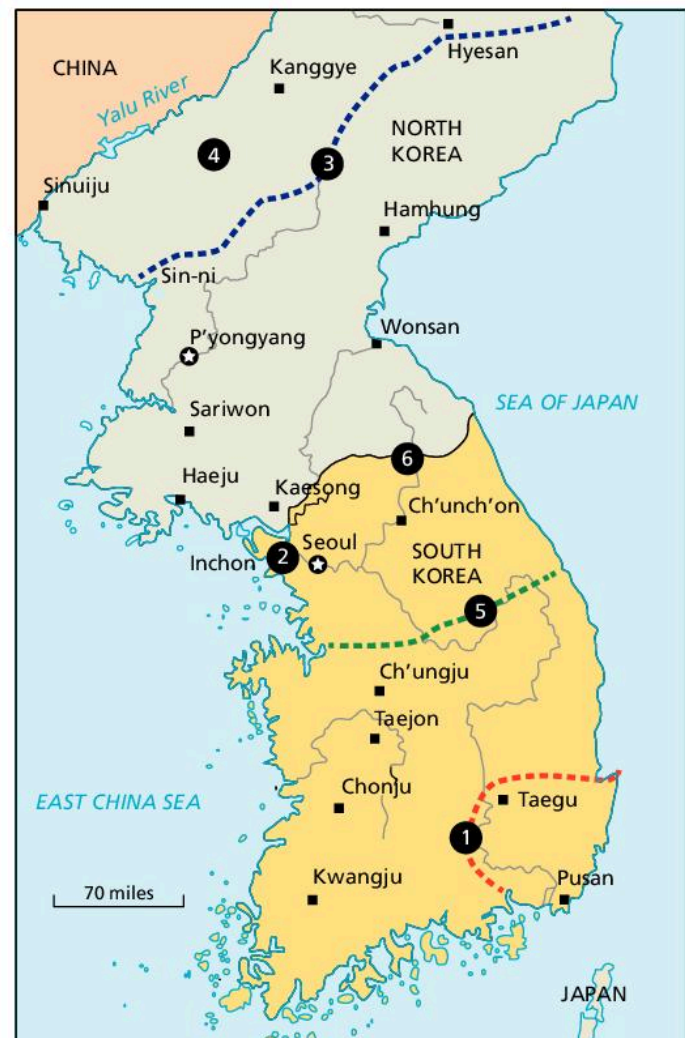 Hyesan
CHINA
Kanggye
Yalu River
NORTH
KOREA
4
3
Sinuiju
Hamhung
Sin-ni
P'yongyang
Wonsan
SEA OF JAPAN
Sariwon
6
Haeju
Kaesong
Ch'unch'on
Seoul
SOUTH
KOREA
Inchon
2
5
Ch'ungju
Taejon
EAST CHINA SEA
Chonju
Taegu
1
70 miles
Kwangju
Pusan
JAPAN